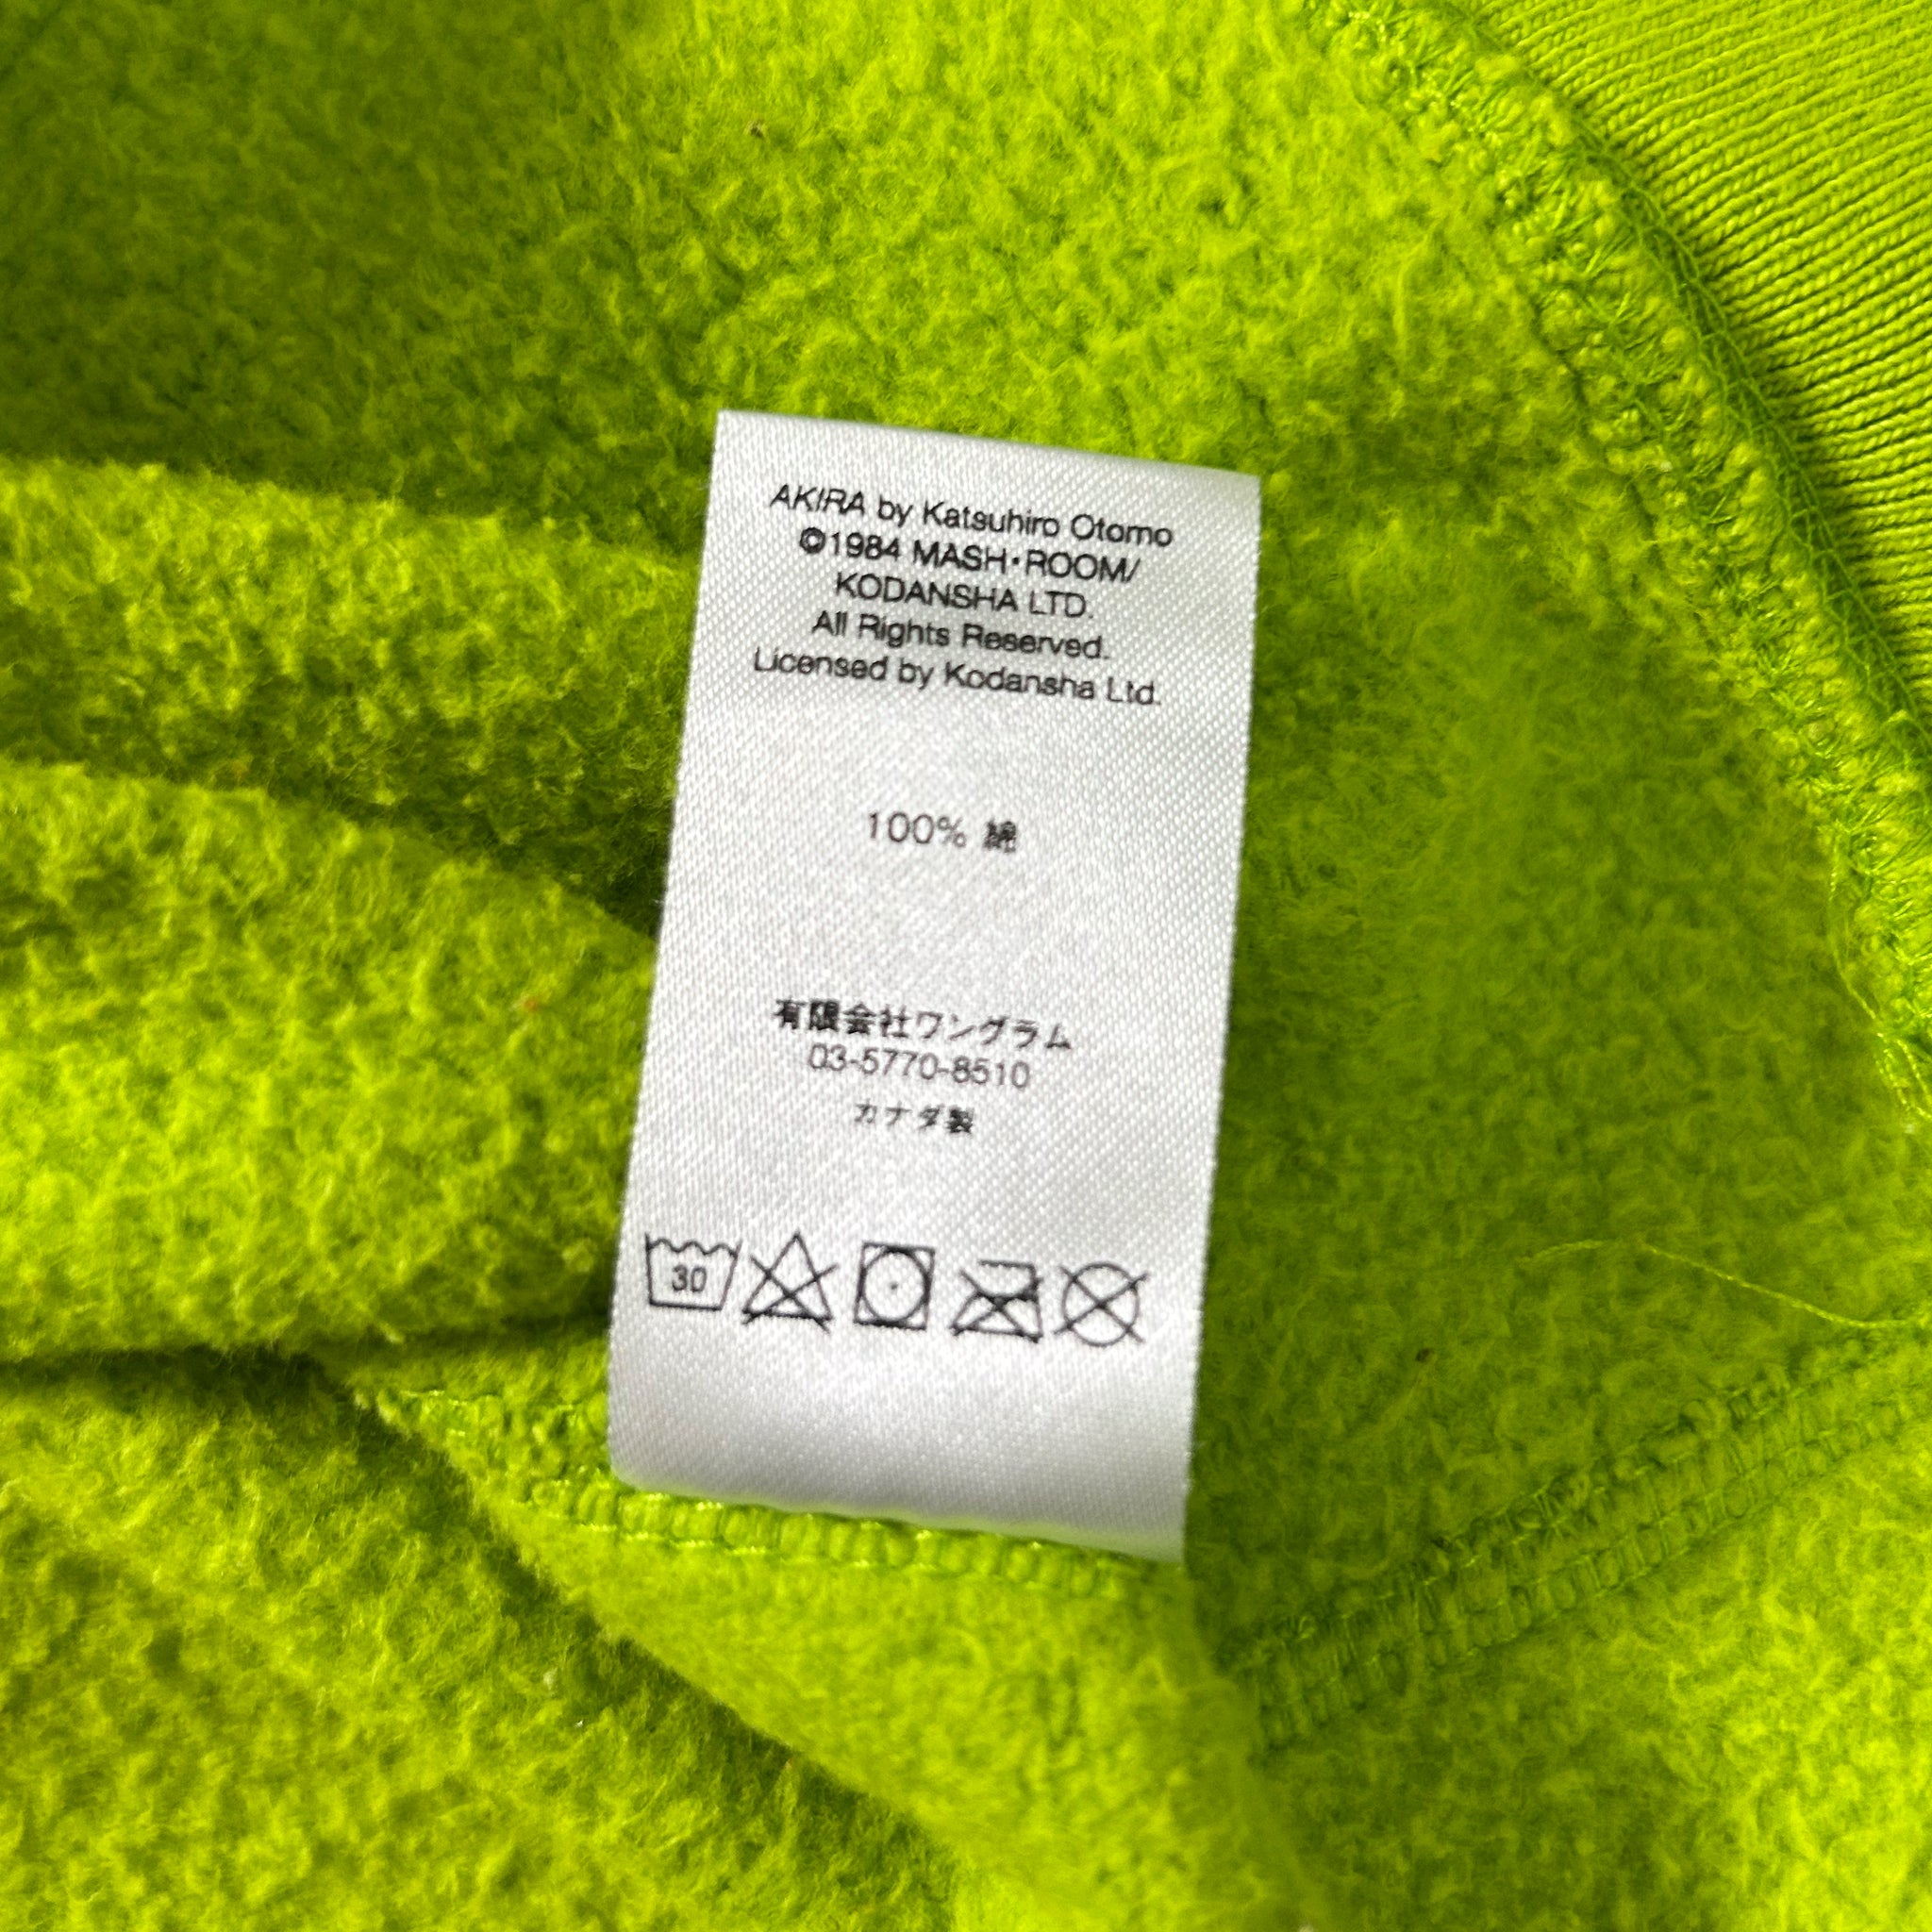 AKIRA by Katsuhiro Otomo
©1984 MASH・ROOM/
KODANSHA LTD.
All Rights Reserved.
Licensed by Kodansha Ltd.
100% 綿
有限会社ワングラム
03-5770-8510
カナダ製
30